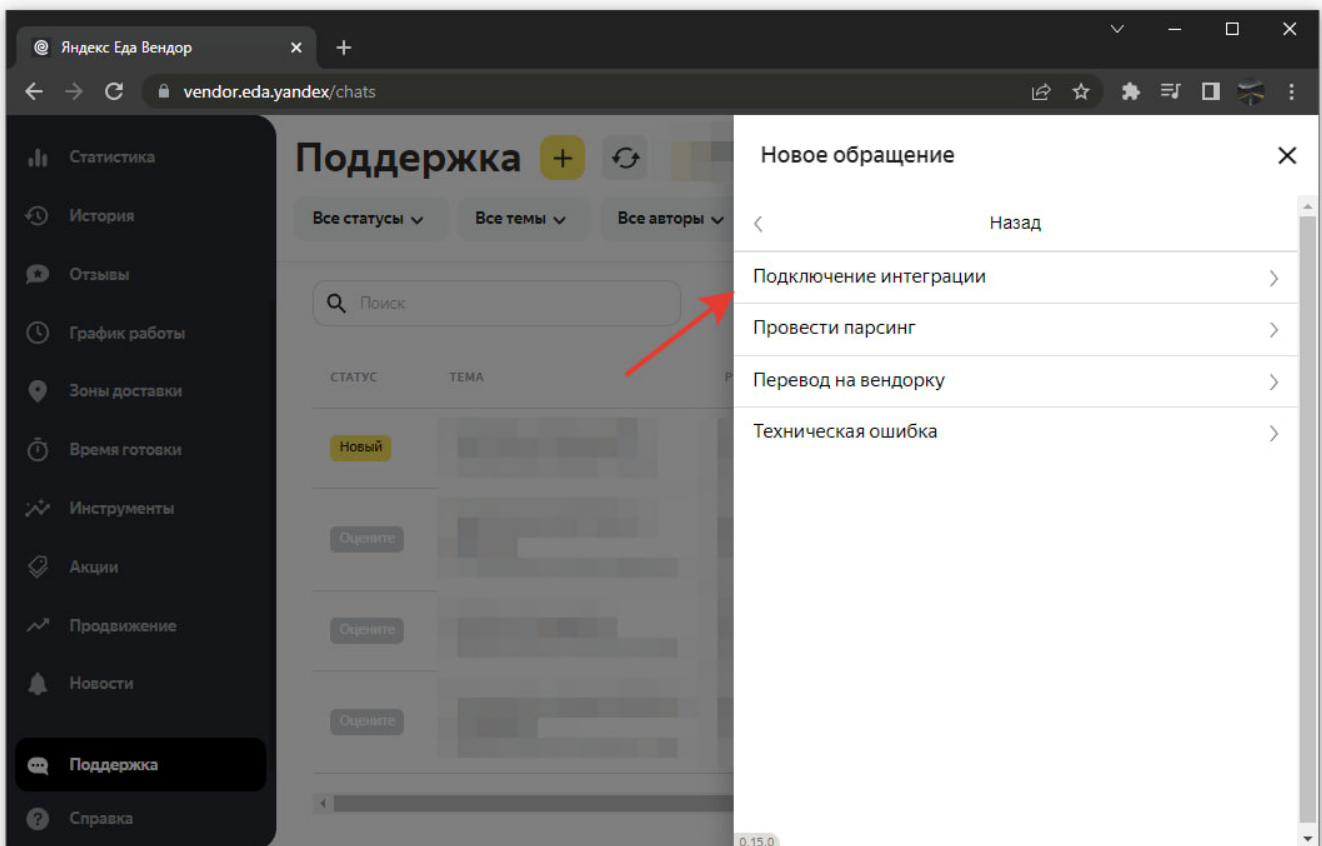 Яндекс Еда Вендор
vendor.eda.yandex/chats
Статистика
История
Отзывы
График работы
Зоны доставки
Время готовки
Инструменты
Акции
Продвижение
Новости
Поддержка
Справка
Поддержка
Все статусы
Все темы
Все авторы
Поиск
СТАТУС
ТЕМА
Новый
Оцените
Оцените
Оцените
Новое обращение
Назад
Подключение интеграции
Провести парсинг
Перевод на вендорку
Техническая ошибка
0.15.0